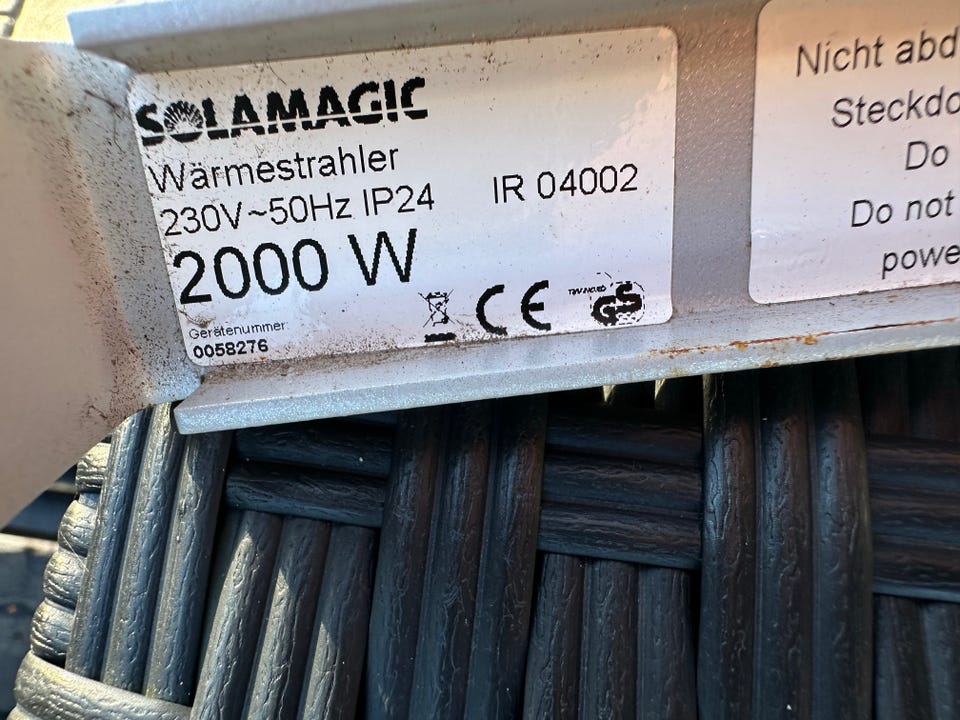 SOLAMAGIC
Wärmestrahler
230V~50Hz IP24
IR 04002
2000 W
Gerätenummer:
0058276
CE
GS
Nicht abd
Steckdo
Do
Do not
powe